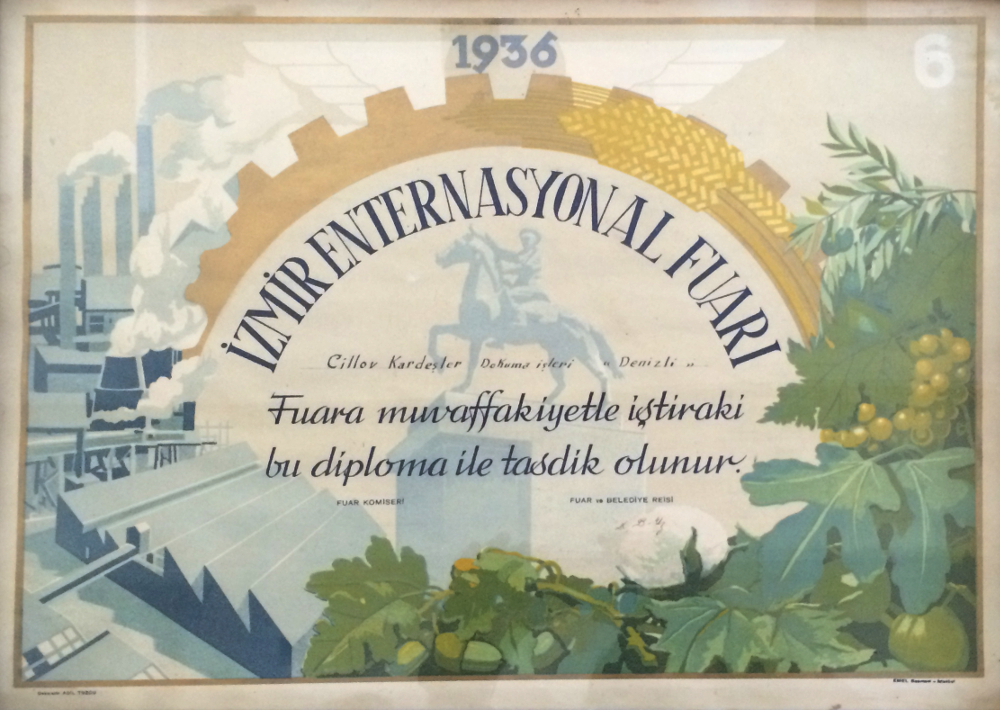 1936
6
İZMİR ENTERNASYONAL FUARI
Cillov Kardeşler Dokuma işleri " Denizli "
Fuara muvaffakiyetle iştiraki
bu diploma ile tasdik olunur.
FUAR KOMİSERİ
FUAR ve BELEDİYE REİSİ